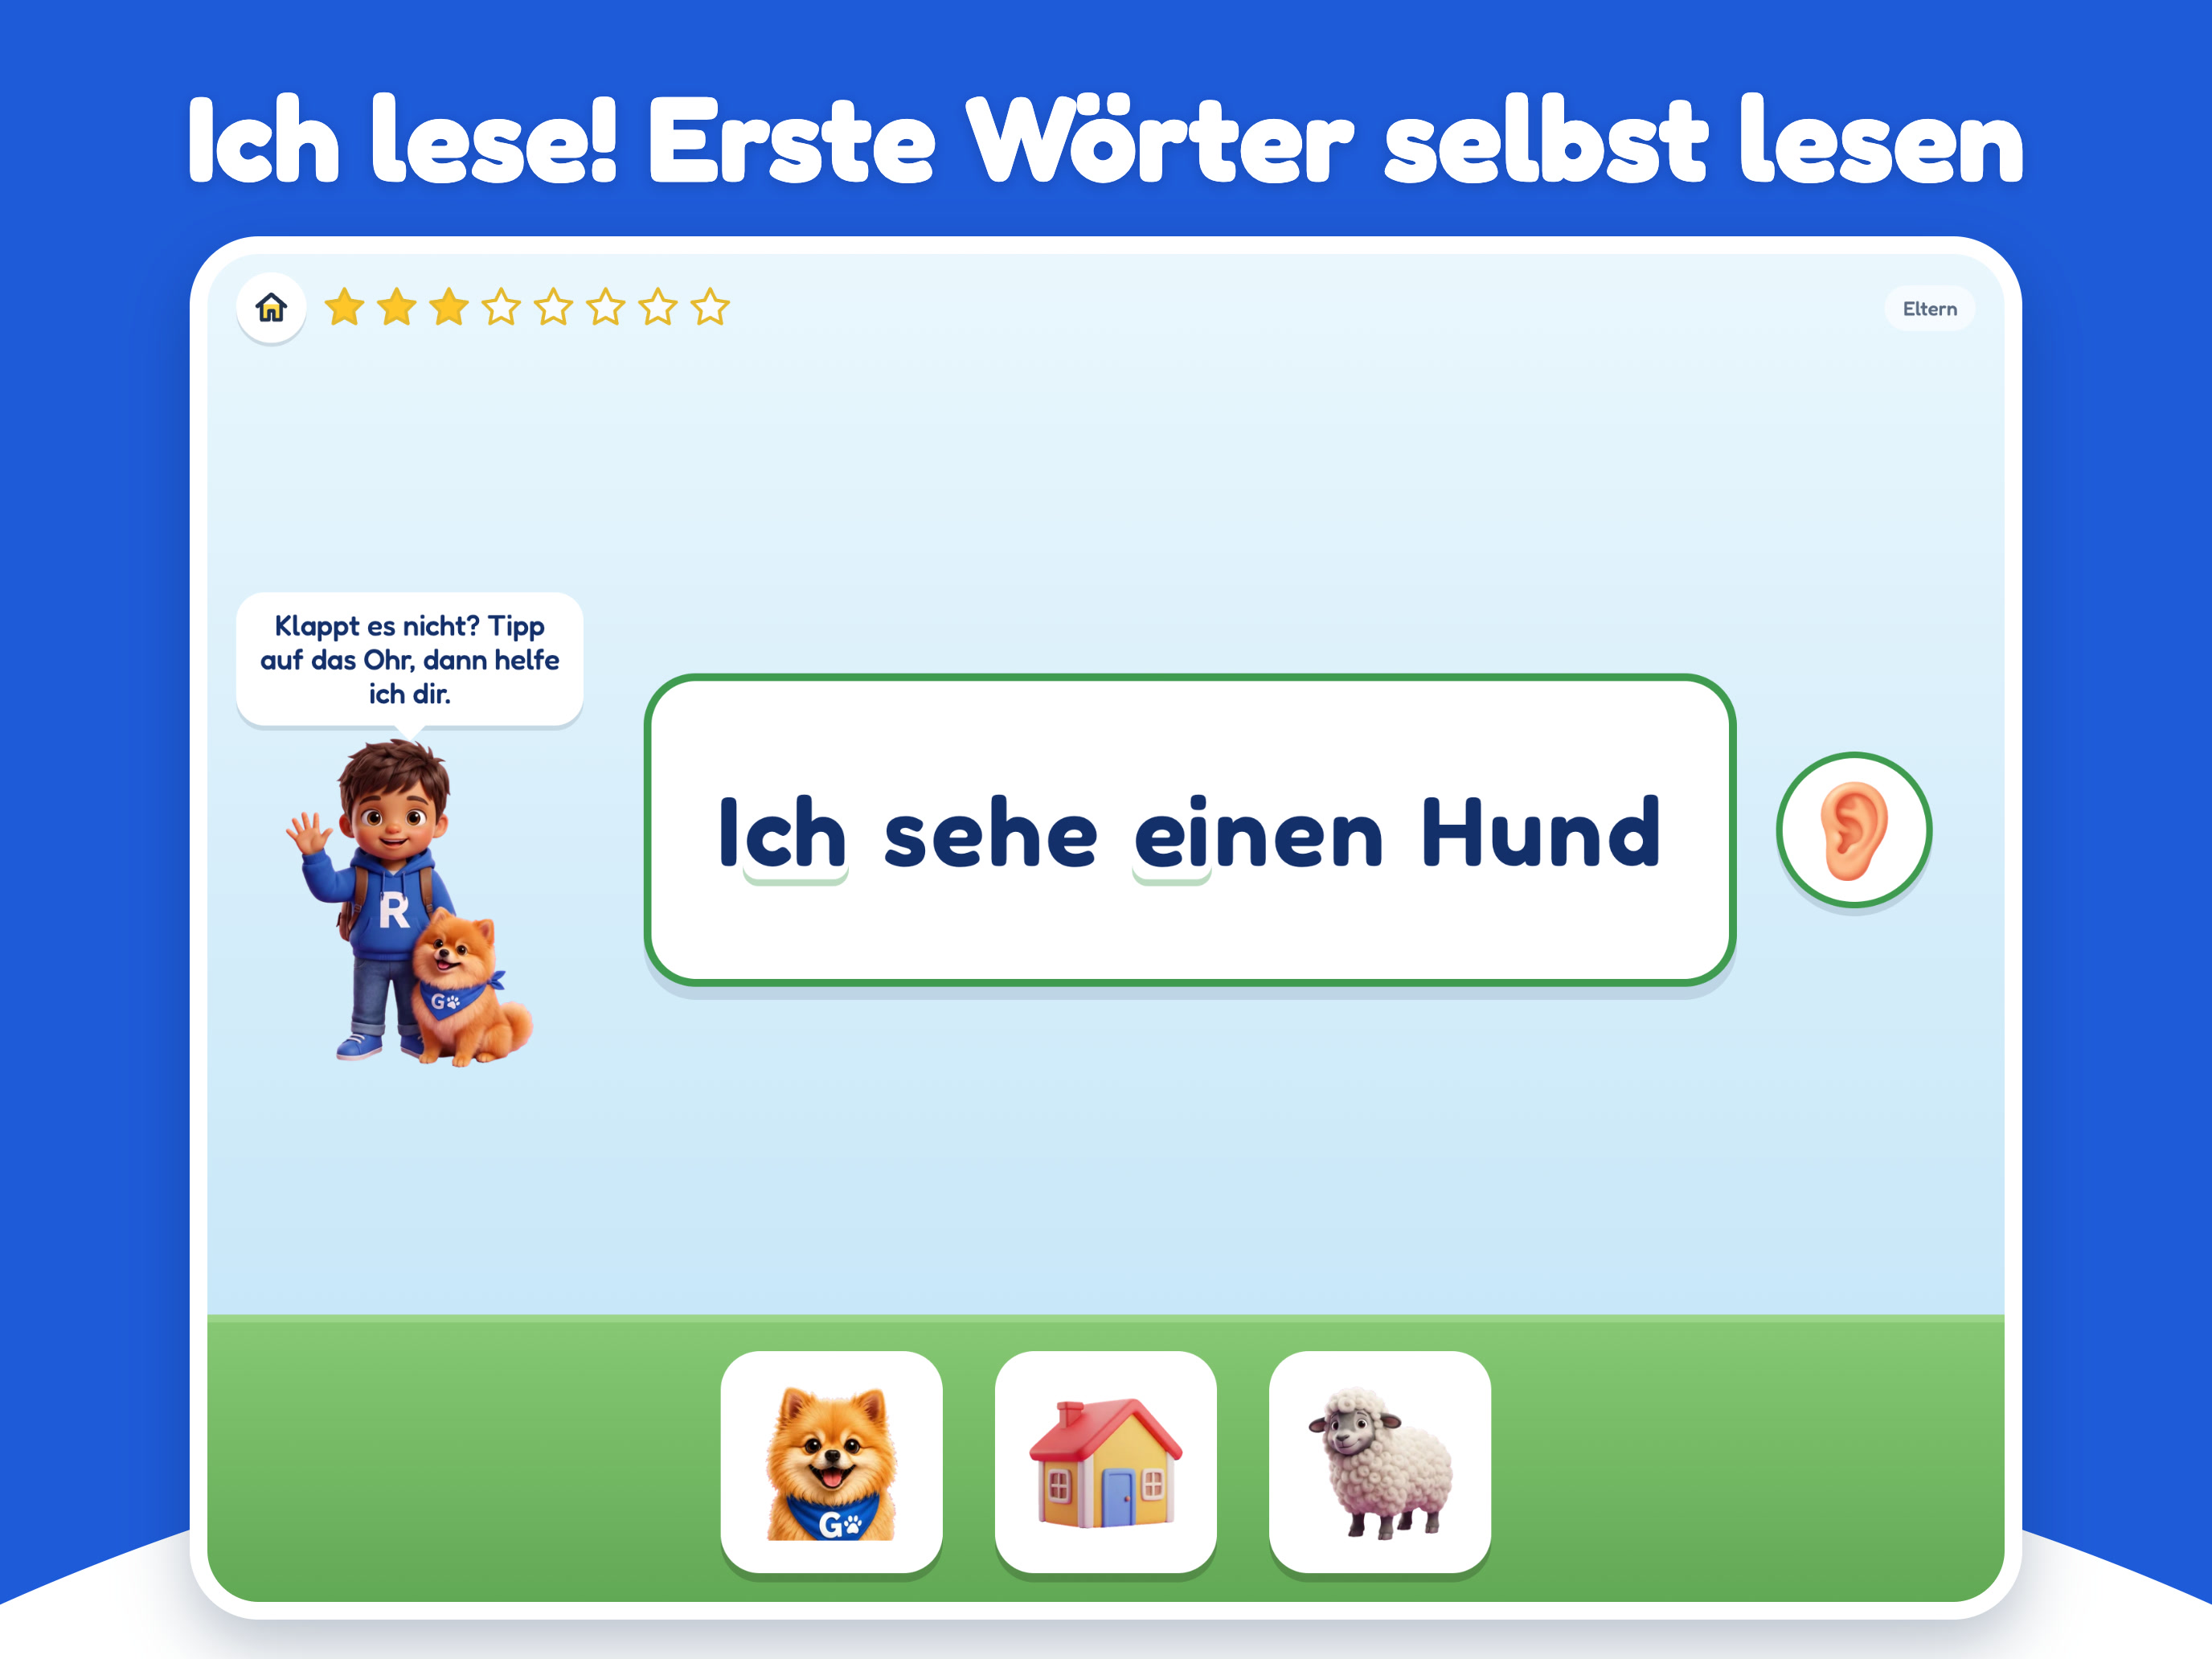 Ich lese! Erste Wörter selbst lesen
Eltern
Klappt es nicht? Tipp
auf das Ohr, dann helfe
ich dir.
Ich sehe einen Hund
R
G
G